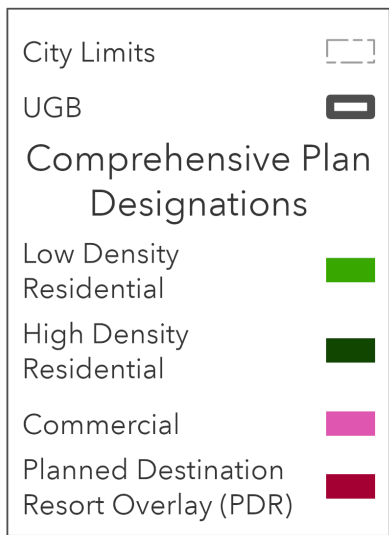 City Limits
UGB
Comprehensive Plan
Designations
Low Density
Residential
High Density
Residential
Commercial
Planned Destination
Resort Overlay (PDR)